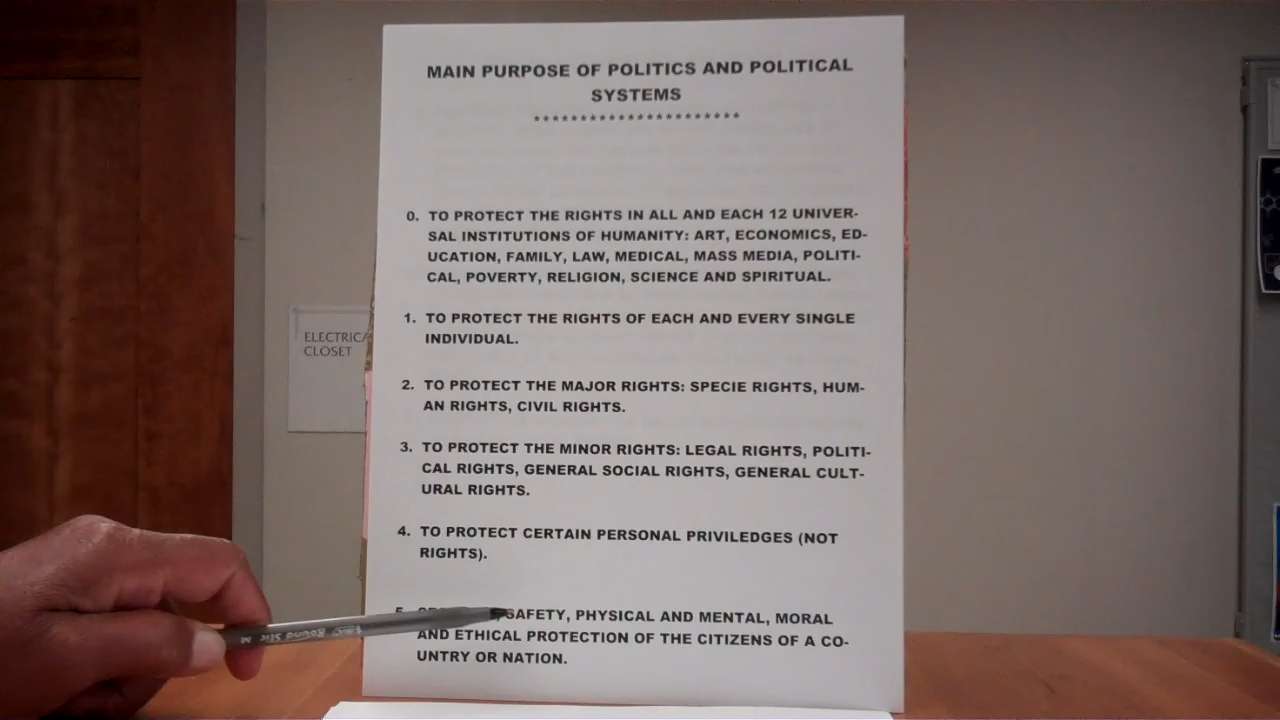 MAIN PURPOSE OF POLITICS AND POLITICAL
SYSTEMS
**********************
0. TO PROTECT THE RIGHTS IN ALL AND EACH 12 UNIVER-
SAL INSTITUTIONS OF HUMANITY: ART, ECONOMICS, ED-
UCATION, FAMILY, LAW, MEDICAL, MASS MEDIA, POLITI-
CAL, POVERTY, RELIGION, SCIENCE AND SPIRITUAL.
1. TO PROTECT THE RIGHTS OF EACH AND EVERY SINGLE
INDIVIDUAL.
2. TO PROTECT THE MAJOR RIGHTS: SPECIE RIGHTS, HUM-
AN RIGHTS, CIVIL RIGHTS.
3. TO PROTECT THE MINOR RIGHTS: LEGAL RIGHTS, POLITI-
CAL RIGHTS, GENERAL SOCIAL RIGHTS, GENERAL CULT-
URAL RIGHTS.
4. TO PROTECT CERTAIN PERSONAL PRIVILEDGES (NOT
RIGHTS).
5. SAFETY, PHYSICAL AND MENTAL, MORAL
AND ETHICAL PROTECTION OF THE CITIZENS OF A CO-
UNTRY OR NATION.
ELECTRICA
CLOSET
BIC Round Stic M